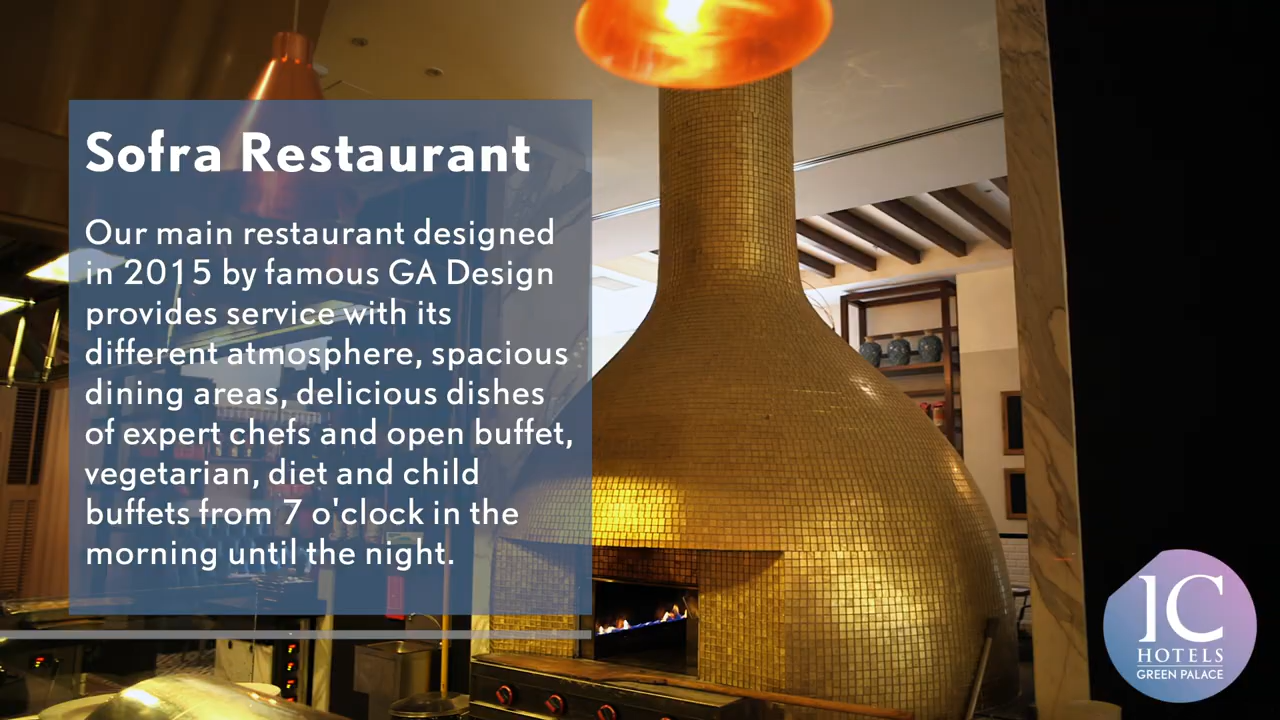 Sofra Restaurant
Our main restaurant designed
in 2015 by famous GA Design
provides service with its
different atmosphere, spacious
dining areas, delicious dishes
of expert chefs and open buffet,
vegetarian, diet and child
buffets from 7 o'clock in the
morning until the night.
IC
HOTELS
GREEN PALACE